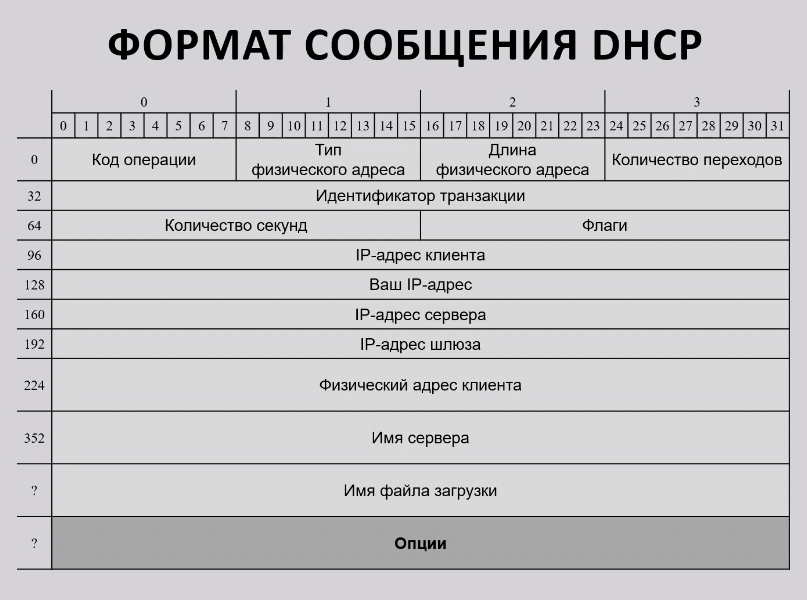 ФОРМАТ СООБЩЕНИЯ DHCP
0 1 2 3
0 1 2 3 4 5 6 7 8 9 10 11 12 13 14 15 16 17 18 19 20 21 22 23 24 25 26 27 28 29 30 31
0 Код операции Тип физического адреса Длина физического адреса Количество переходов
32 Идентификатор транзакции
64 Количество секунд Флаги
96 IP-адрес клиента
128 Ваш IP-адрес
160 IP-адрес сервера
192 IP-адрес шлюза
224 Физический адрес клиента
352 Имя сервера
? Имя файла загрузки
? Опции